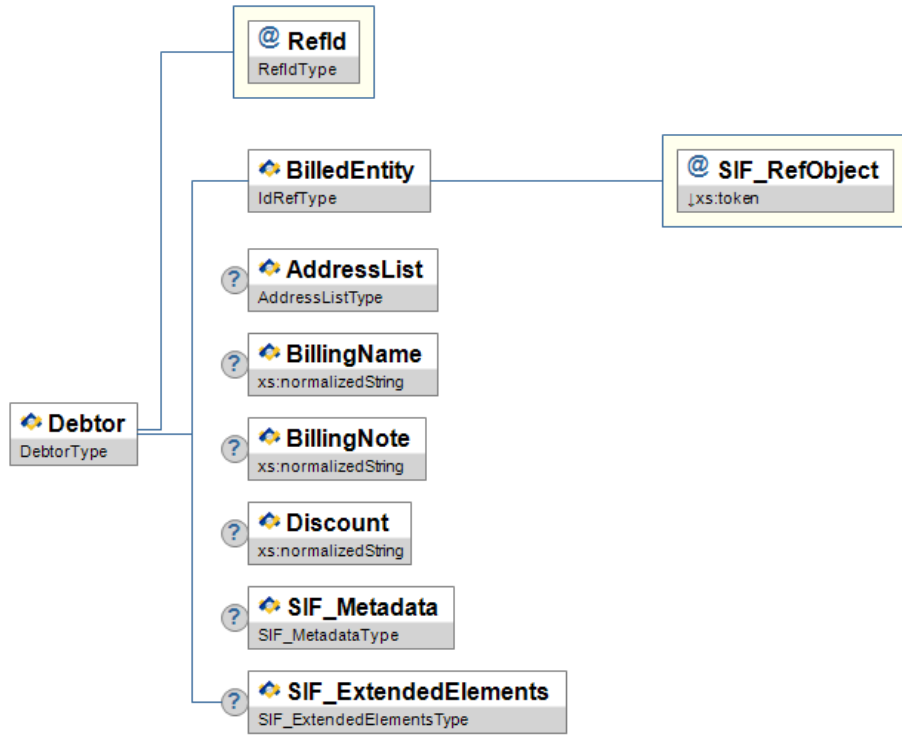 @ RefId
RefIdType
BilledEntity
IdRefType
@ SIF_RefObject
↓xs:token
? AddressList
AddressListType
? BillingName
xs:normalizedString
Debtor
DebtorType
? BillingNote
xs:normalizedString
? Discount
xs:normalizedString
? SIF_Metadata
SIF_MetadataType
? SIF_ExtendedElements
SIF_ExtendedElementsType